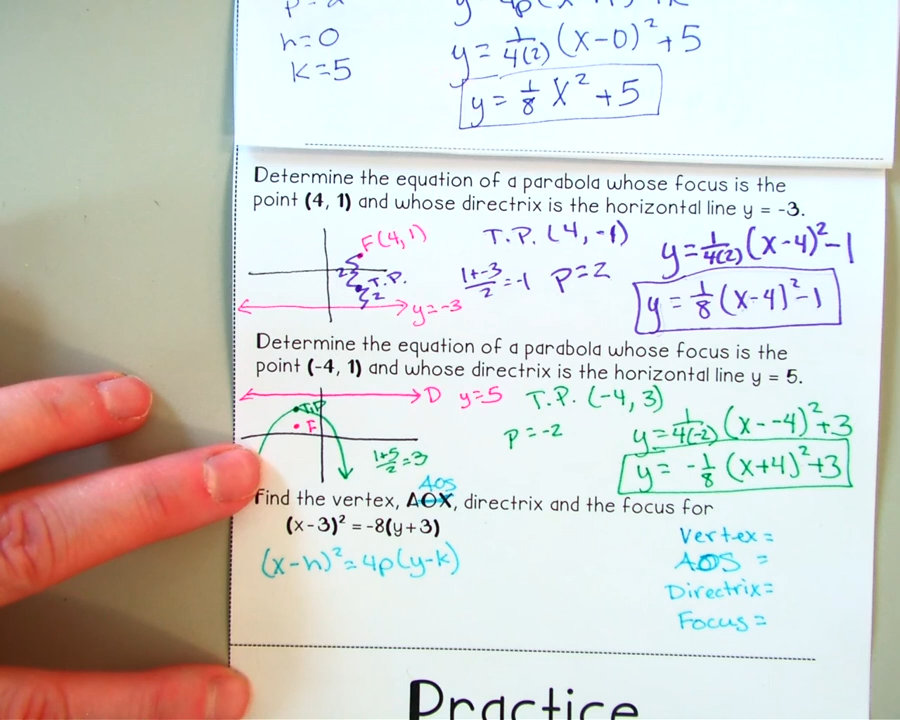 h=0
k=5
y = 1/4(2) (x-0)² + 5
y = 1/8 x² + 5
Determine the equation of a parabola whose focus is the
point (4, 1) and whose directrix is the horizontal line y = -3.
F(4,1)
2
T.P.
2
y=-3
T.P. (4, -1)
1+-3/2 = -1 p=2
y = 1/4(2) (x-4)² -1
y = 1/8 (x-4)² -1
Determine the equation of a parabola whose focus is the
point (-4, 1) and whose directrix is the horizontal line y = 5.
D y=5
T.P
F
1+5/2 = 3
T.P. (-4, 3)
p=-2
y = 1/4(-2) (x--4)² +3
y = -1/8 (x+4)² +3
AOS
Find the vertex, AOX, directrix and the focus for
(x-3)² = -8(y+3)
(x-h)² = 4p(y-k)
Vertex =
AOS =
Directrix =
Focus =
Practice